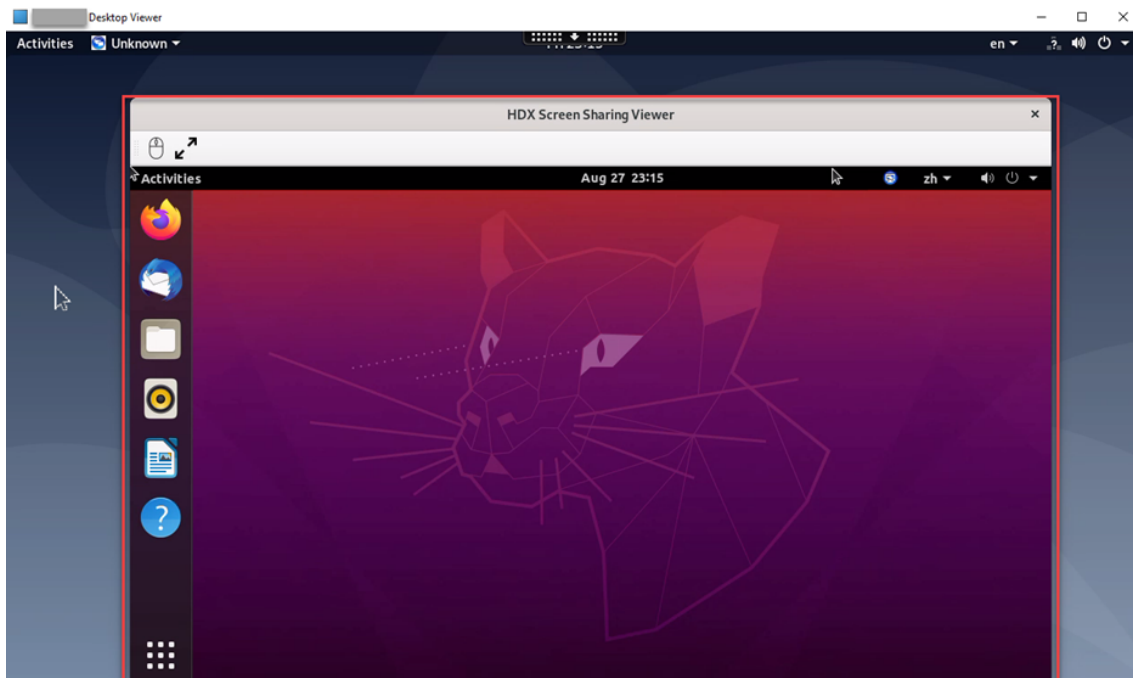 Desktop Viewer
Activities Unknown en
HDX Screen Sharing Viewer
Activities Aug 27 23:15 zh
?